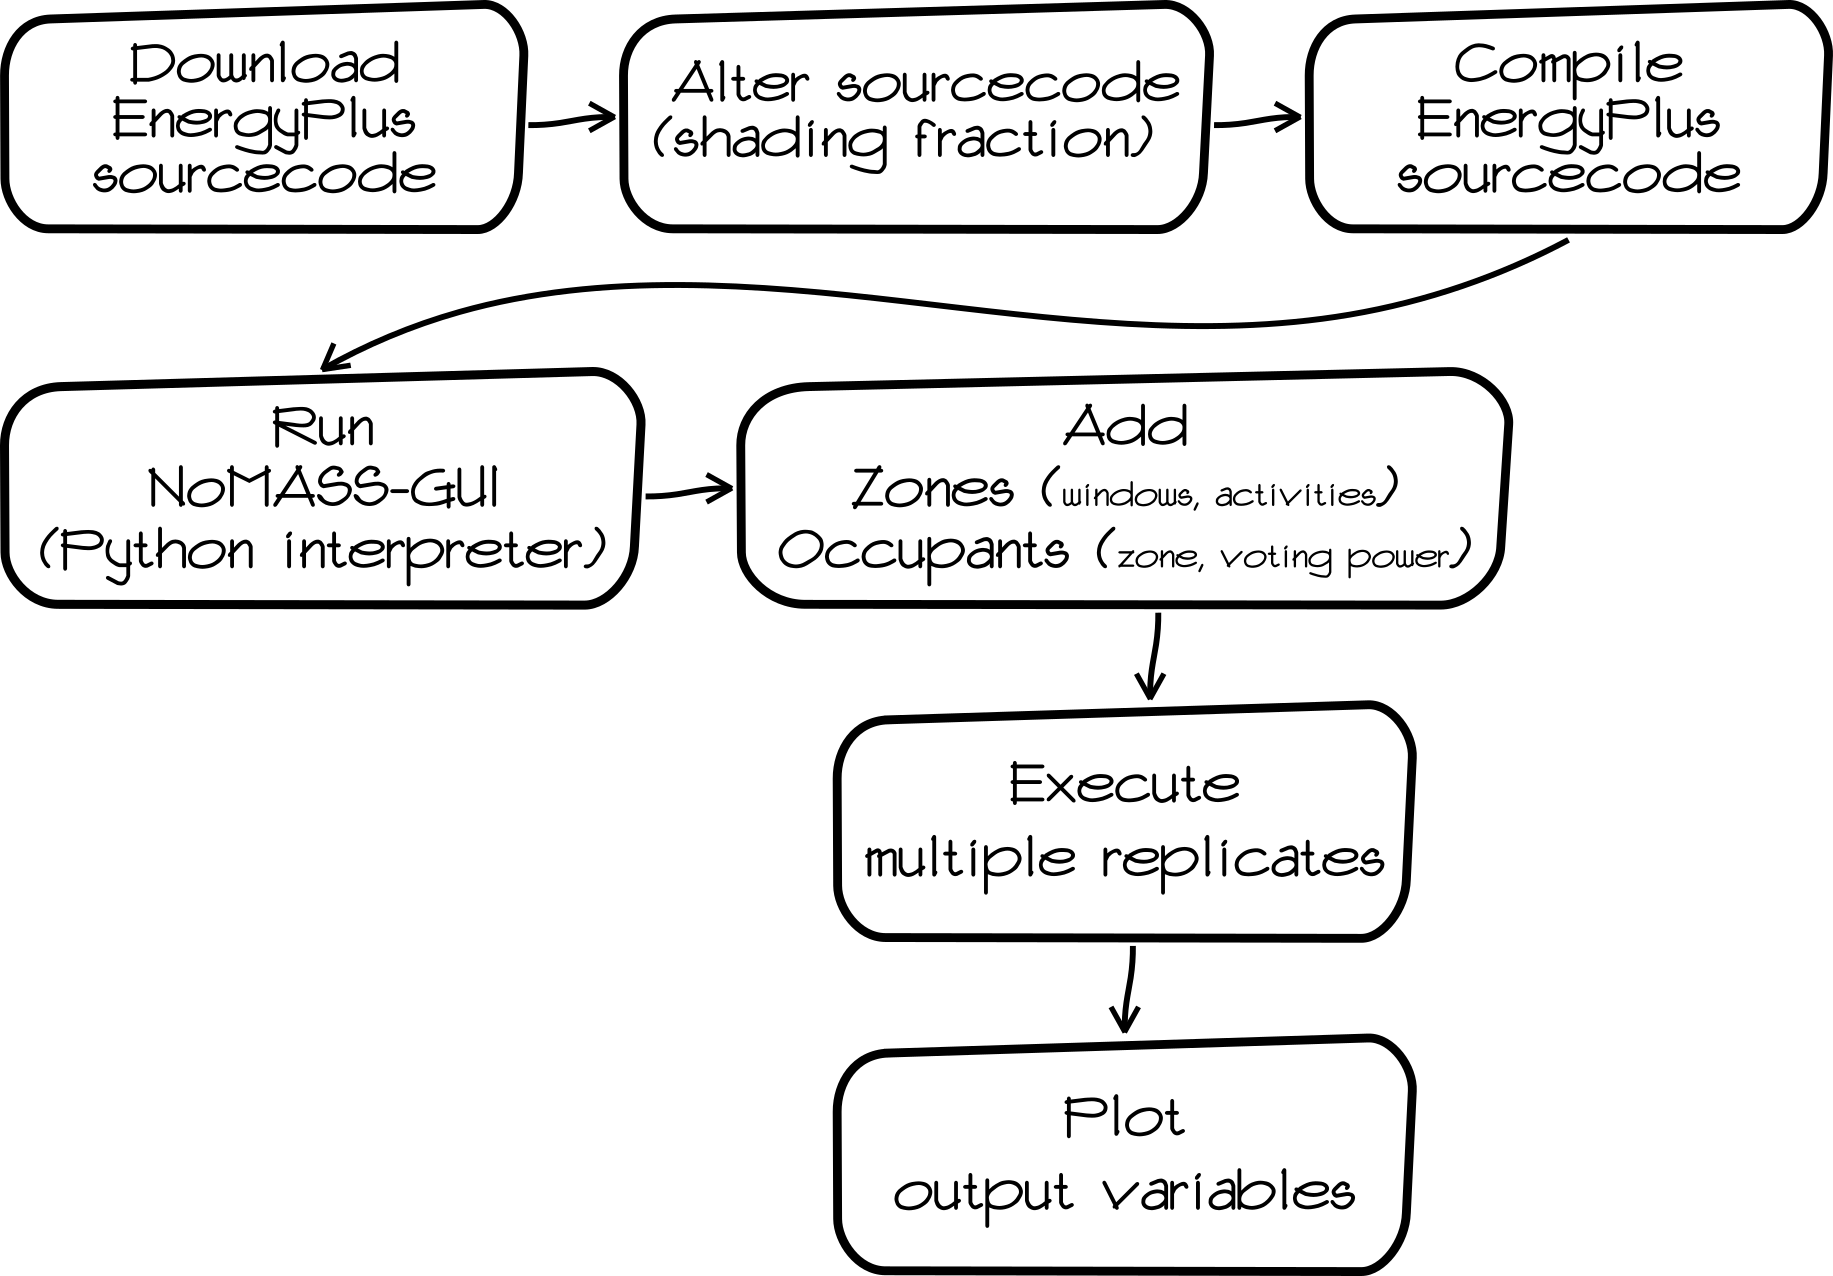 Download
EnergyPlus
sourcecode
Alter sourcecode
(shading fraction)
Compile
EnergyPlus
sourcecode
Run
NoMASS-GUI
(Python interpreter)
Add
Zones (windows, activities)
Occupants (zone, voting power)
Execute
multiple replicates
Plot
output variables